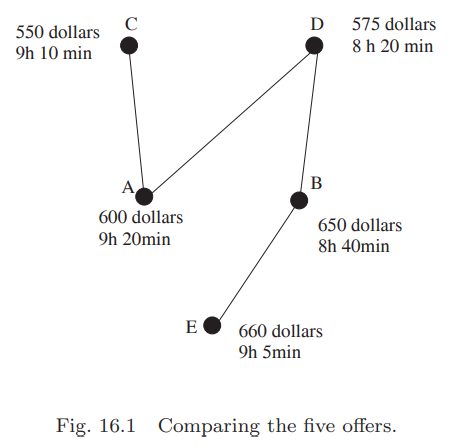 C
550 dollars
9h 10 min
D
575 dollars
8 h 20 min
A
600 dollars
9h 20min
B
650 dollars
8h 40min
E
660 dollars
9h 5min
Fig. 16.1 Comparing the five offers.